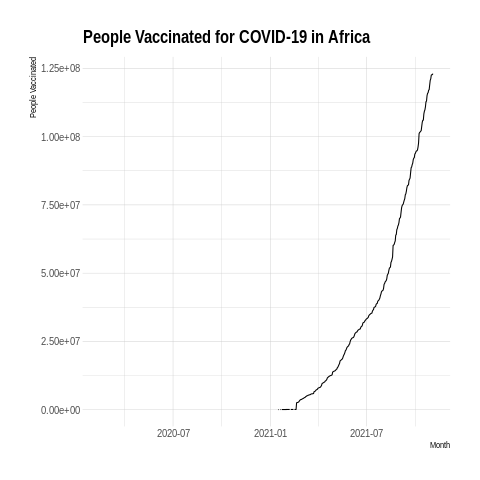 People Vaccinated for COVID-19 in Africa
People Vaccinated
1.25e+08
1.00e+08
7.50e+07
5.00e+07
2.50e+07
0.00e+00
2020-07
2021-01
2021-07
Month